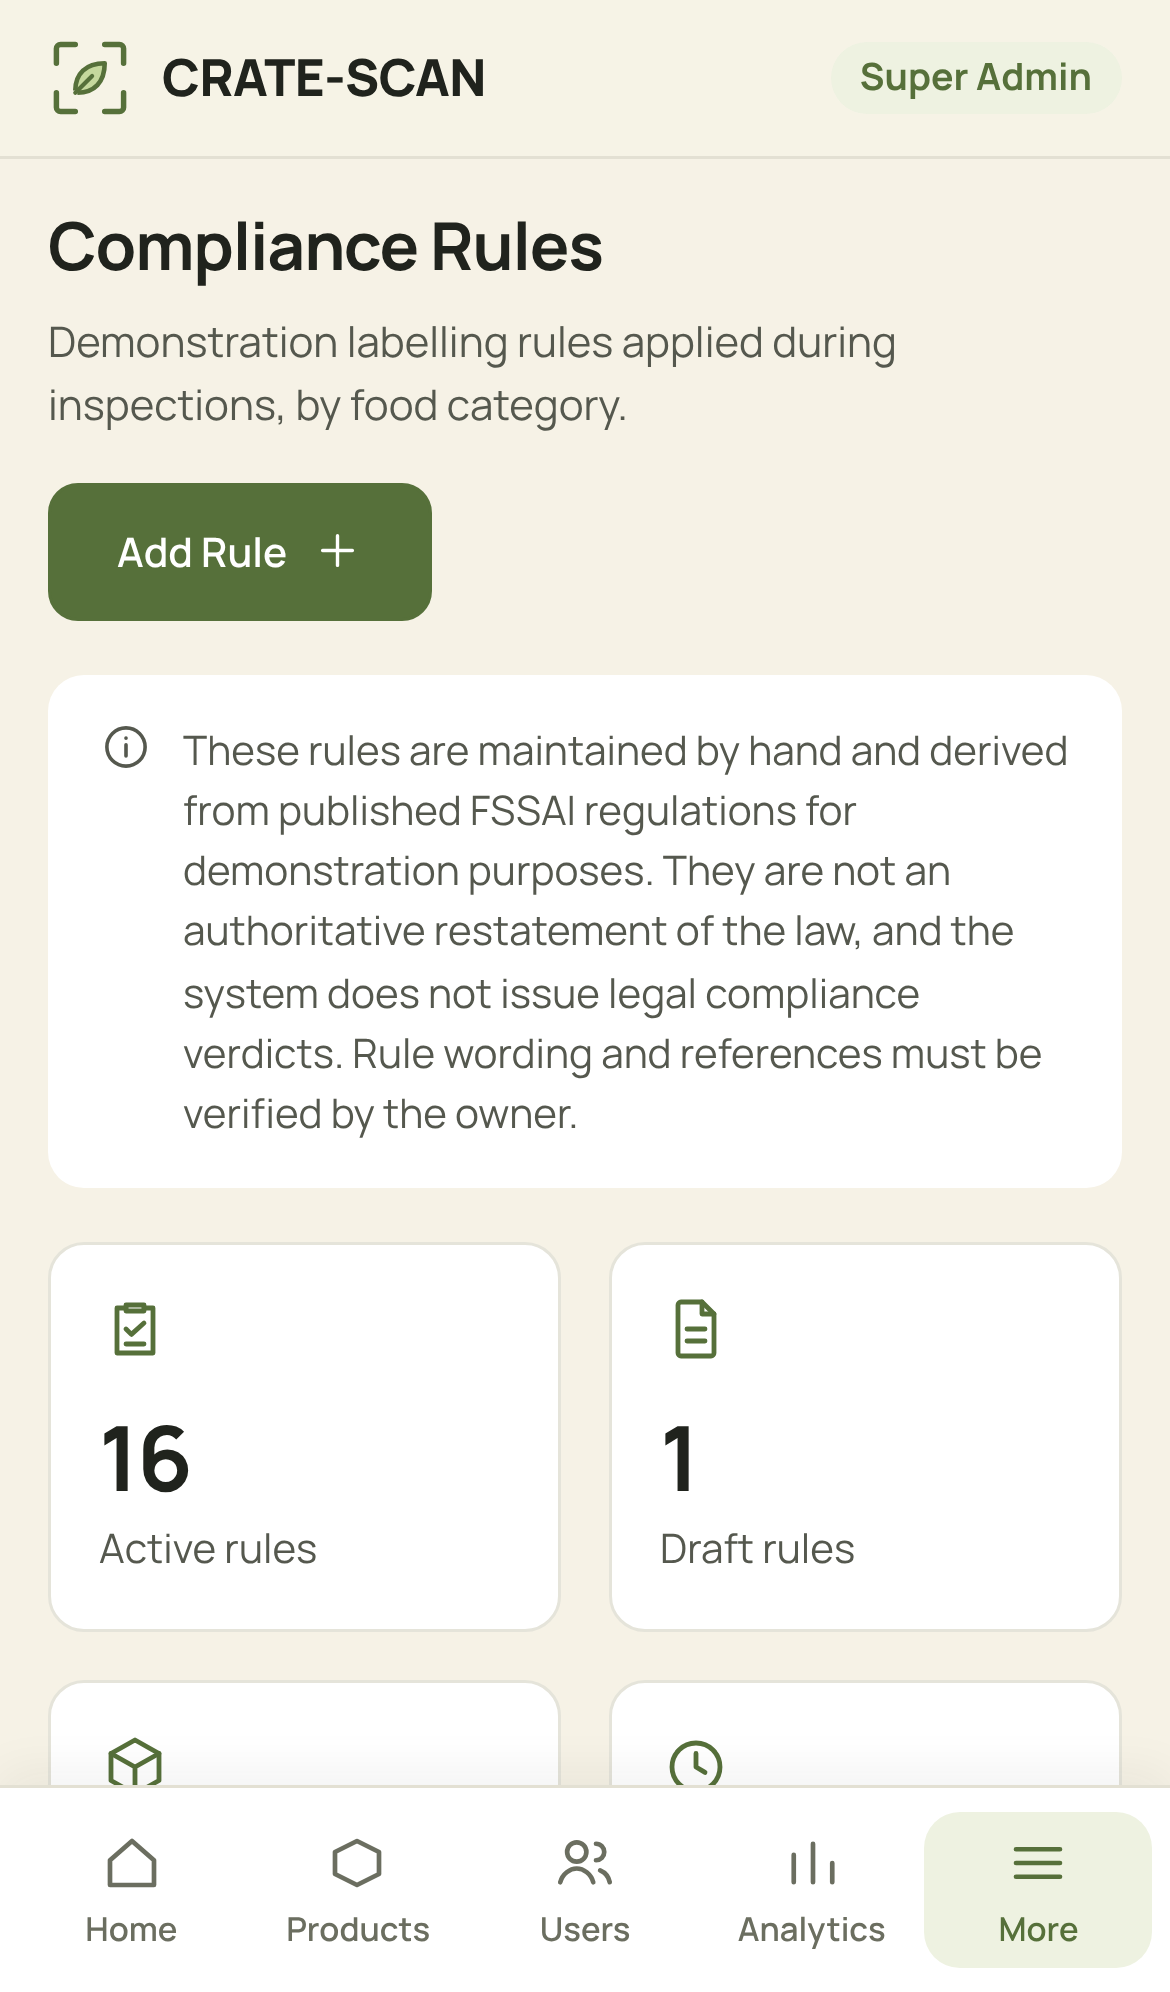 CRATE-SCAN
Super Admin
Compliance Rules
Demonstration labelling rules applied during
inspections, by food category.
Add Rule
These rules are maintained by hand and derived
from published FSSAI regulations for
demonstration purposes. They are not an
authoritative restatement of the law, and the
system does not issue legal compliance
verdicts. Rule wording and references must be
verified by the owner.
16
Active rules
1
Draft rules
Home
Products
Users
Analytics
More